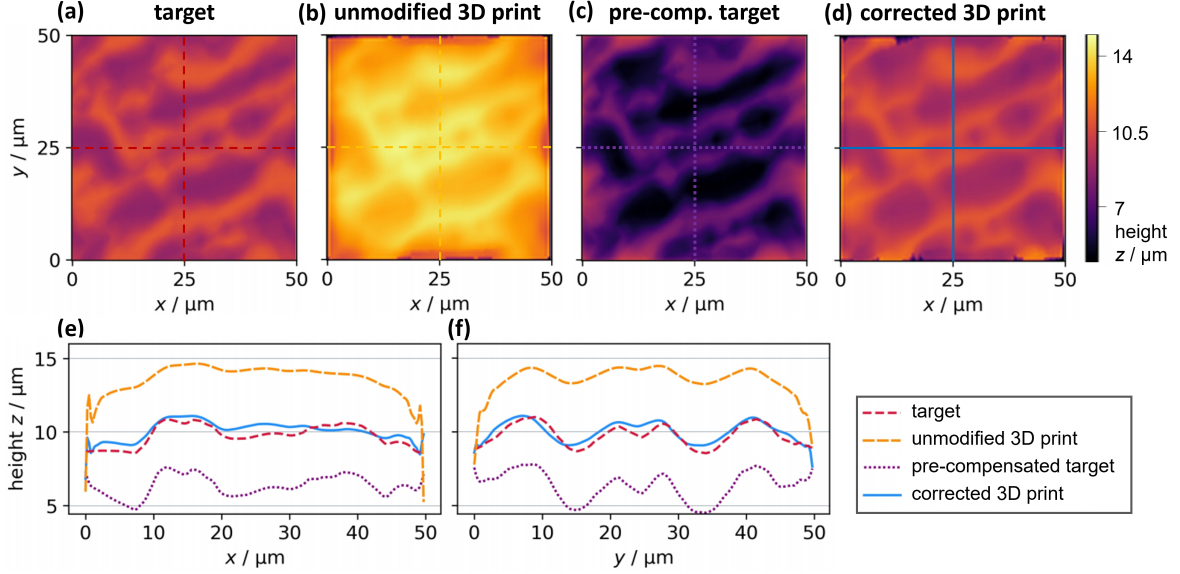 (a) target
(b) unmodified 3D print
(c) pre-comp. target
(d) corrected 3D print
50
25
0
y / µm
0 25 50
x / µm
0 25 50
x / µm
0 25 50
x / µm
0 25 50
x / µm
14
10.5
7
height
z / µm
(e)
15
10
5
height z / µm
0 10 20 30 40 50
x / µm
(f)
0 10 20 30 40 50
y / µm
target
unmodified 3D print
pre-compensated target
corrected 3D print